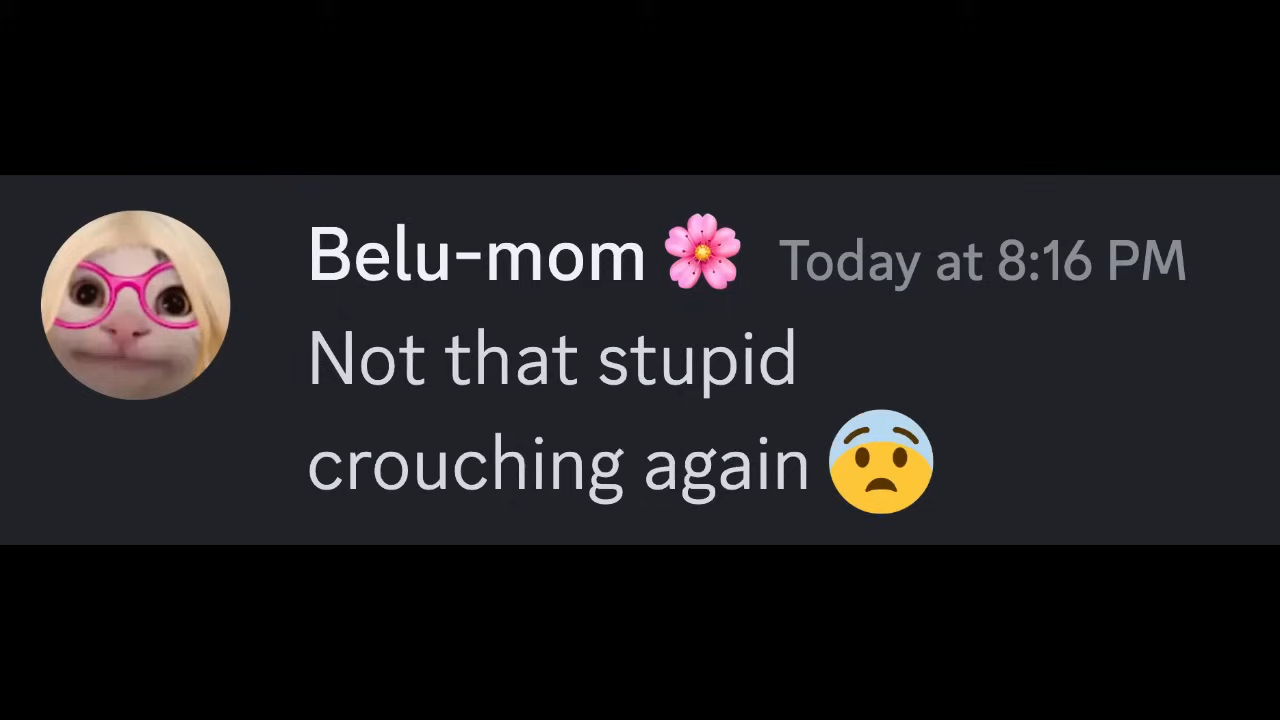 Belu-mom🌸 Today at 8:16 PM
Not that stupid
crouching again😨